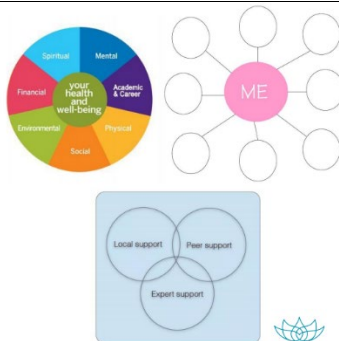 Spiritual
Mental
Financial
your
health
and
well-being
Academic
& Career
Environmental
Physical
Social
ME
Local support
Peer support
Expert support